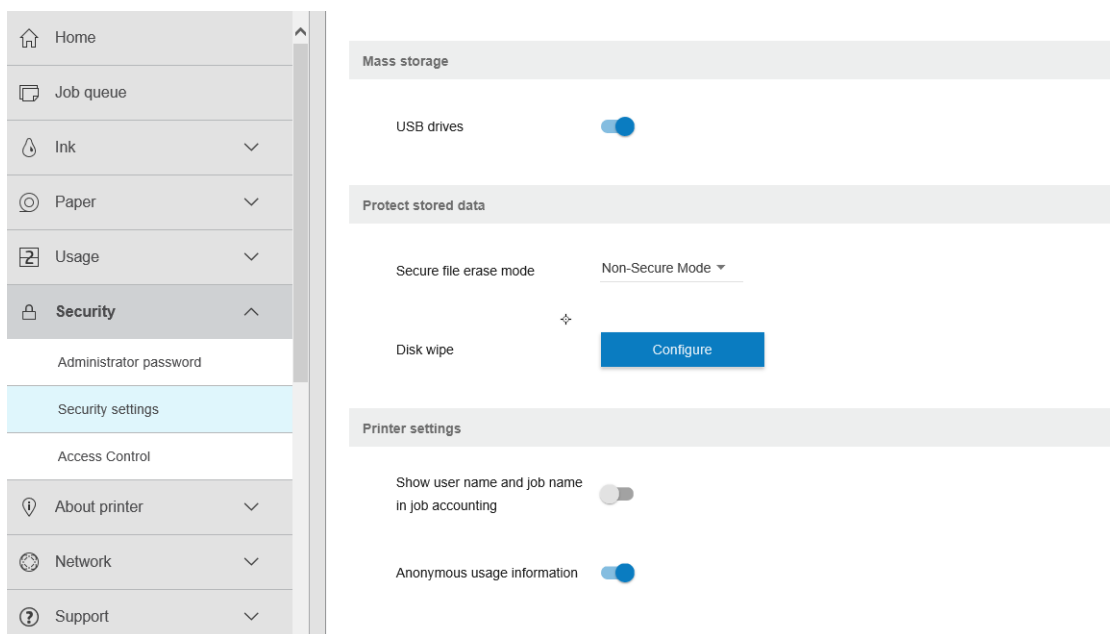 Home
Job queue
Ink
Paper
Usage
Security
Administrator password
Security settings
Access Control
About printer
Network
Support
Mass storage
USB drives
Protect stored data
Secure file erase mode
Non-Secure Mode
Disk wipe
Configure
Printer settings
Show user name and job name
in job accounting
Anonymous usage information